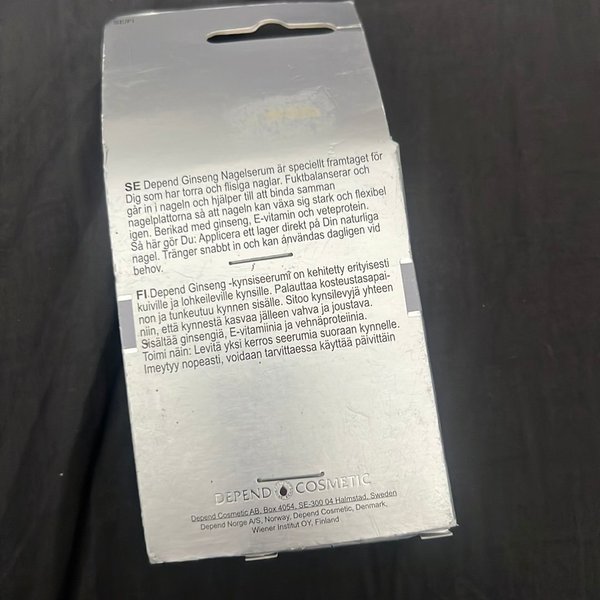 SE/FI
SE Depend Ginseng Nagelserum är speciellt framtaget för
Dig som har torra och flisiga naglar. Fuktbalanserar och
går in i nageln och hjälper till att binda samman
nagelplattorna så att nageln kan växa sig stark och flexibel
igen. Berikad med ginseng, E-vitamin och veteprotein.
Så här gör Du: Applicera ett lager direkt på Din naturliga
nagel. Tränger snabbt in och kan användas dagligen vid
behov.
FI Depend Ginseng -kynsiseerumi on kehitetty erityisesti
kuiville ja lohkeileville kynsille. Palauttaa kosteustasapai-
non ja tunkeutuu kynnen sisälle. Sitoo kynsilevyjä yhteen
niin, että kynnestä kasvaa jälleen vahva ja joustava.
Sisältää ginsengiä, E-vitamiinia ja vehnäproteiinia.
Toimi näin: Levitä yksi kerros seerumia suoraan kynnelle.
Imeytyy nopeasti, voidaan tarvittaessa käyttää päivittäin
DEPEND COSMETIC
Depend Cosmetic AB, Box 4054, SE-300 04 Halmstad, Sweden
Depend Norge A/S, Norway. Depend Cosmetic, Denmark,
Wiener Institut OY, Finland